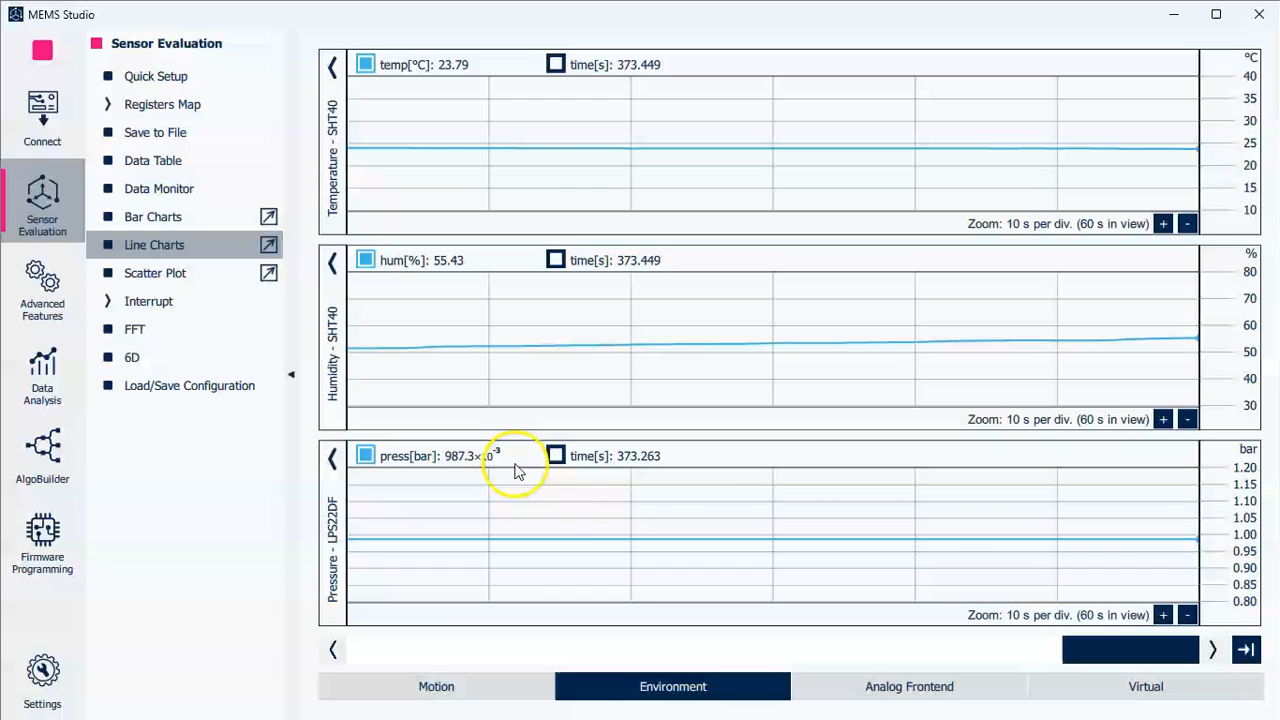 MEMS Studio
Connect
Sensor
Evaluation
Advanced
Features
Data
Analysis
AlgoBuilder
Firmware
Programming
Settings
Sensor Evaluation
Quick Setup
Registers Map
Save to File
Data Table
Data Monitor
Bar Charts
Line Charts
Scatter Plot
Interrupt
FFT
6D
Load/Save Configuration
Temperature - SHT40
temp[°C]: 23.79 time[s]: 373.449
°C
40
35
30
25
20
15
10
Zoom: 10 s per div. (60 s in view) + -
Humidity - SHT40
hum[%]: 55.43 time[s]: 373.449
%
80
70
60
50
40
30
Zoom: 10 s per div. (60 s in view) + -
Pressure - LPS22DF
press[bar]: 987.3×10⁻³ time[s]: 373.263
bar
1.20
1.15
1.10
1.05
1.00
0.95
0.90
0.85
0.80
Zoom: 10 s per div. (60 s in view) + -
Motion Environment Analog Frontend Virtual